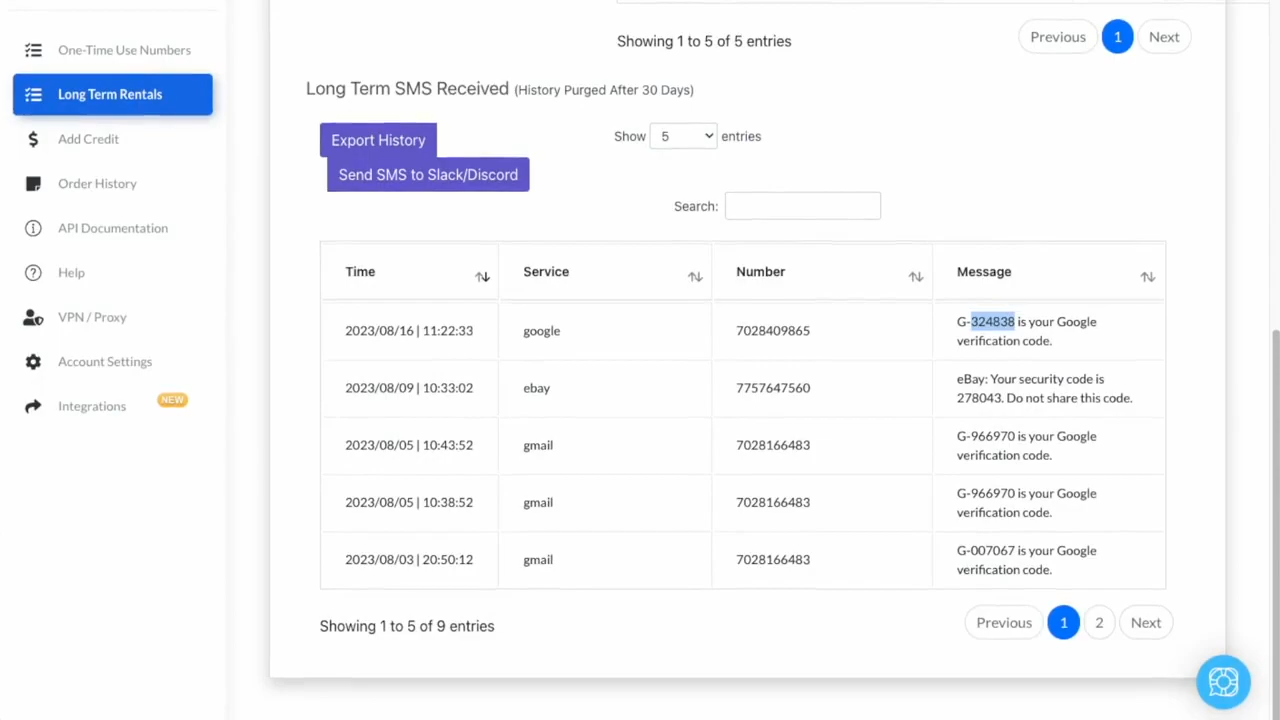 One-Time Use Numbers
Long Term Rentals
Add Credit
Order History
API Documentation
Help
VPN / Proxy
Account Settings
Integrations NEW
Showing 1 to 5 of 5 entries
Previous 1 Next
Long Term SMS Received (History Purged After 30 Days)
Export History
Send SMS to Slack/Discord
Show 5 entries
Search:
Time Service Number Message
2023/08/16 | 11:22:33 google 7028409865 G-324838 is your Google
verification code.
2023/08/09 | 10:33:02 ebay 7757647560 eBay: Your security code is
278043. Do not share this code.
2023/08/05 | 10:43:52 gmail 7028166483 G-966970 is your Google
verification code.
2023/08/05 | 10:38:52 gmail 7028166483 G-966970 is your Google
verification code.
2023/08/03 | 20:50:12 gmail 7028166483 G-007067 is your Google
verification code.
Showing 1 to 5 of 9 entries
Previous 1 2 Next